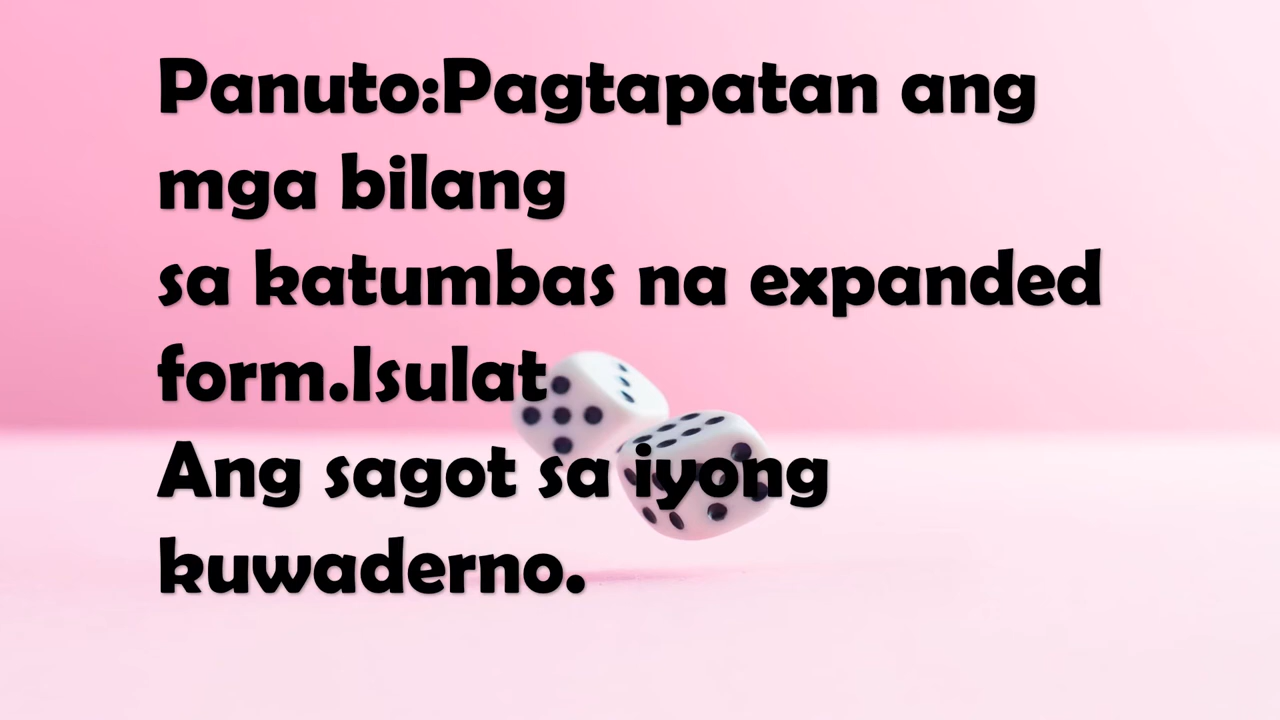 Panuto:Pagtapatan ang
mga bilang
sa katumbas na expanded
form.Isulat
Ang sagot sa iyong
kuwaderno.